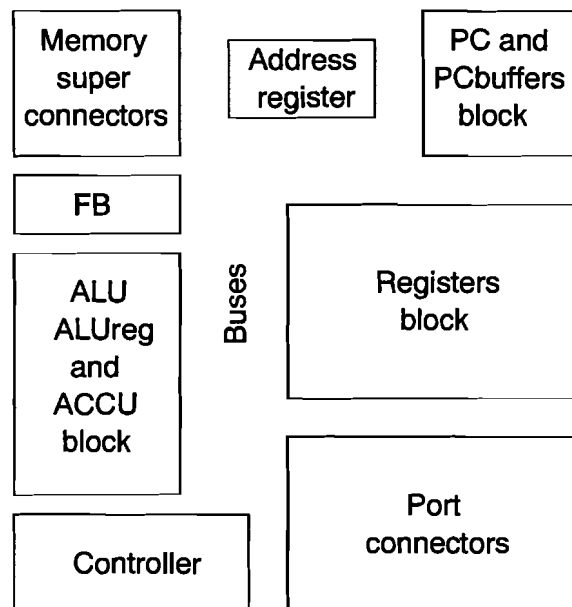 Memory
super
connectors
Address
register
PC and
PCbuffers
block
FB
ALU
ALUreg
and
ACCU
block
Buses
Registers
block
Controller
Port
connectors